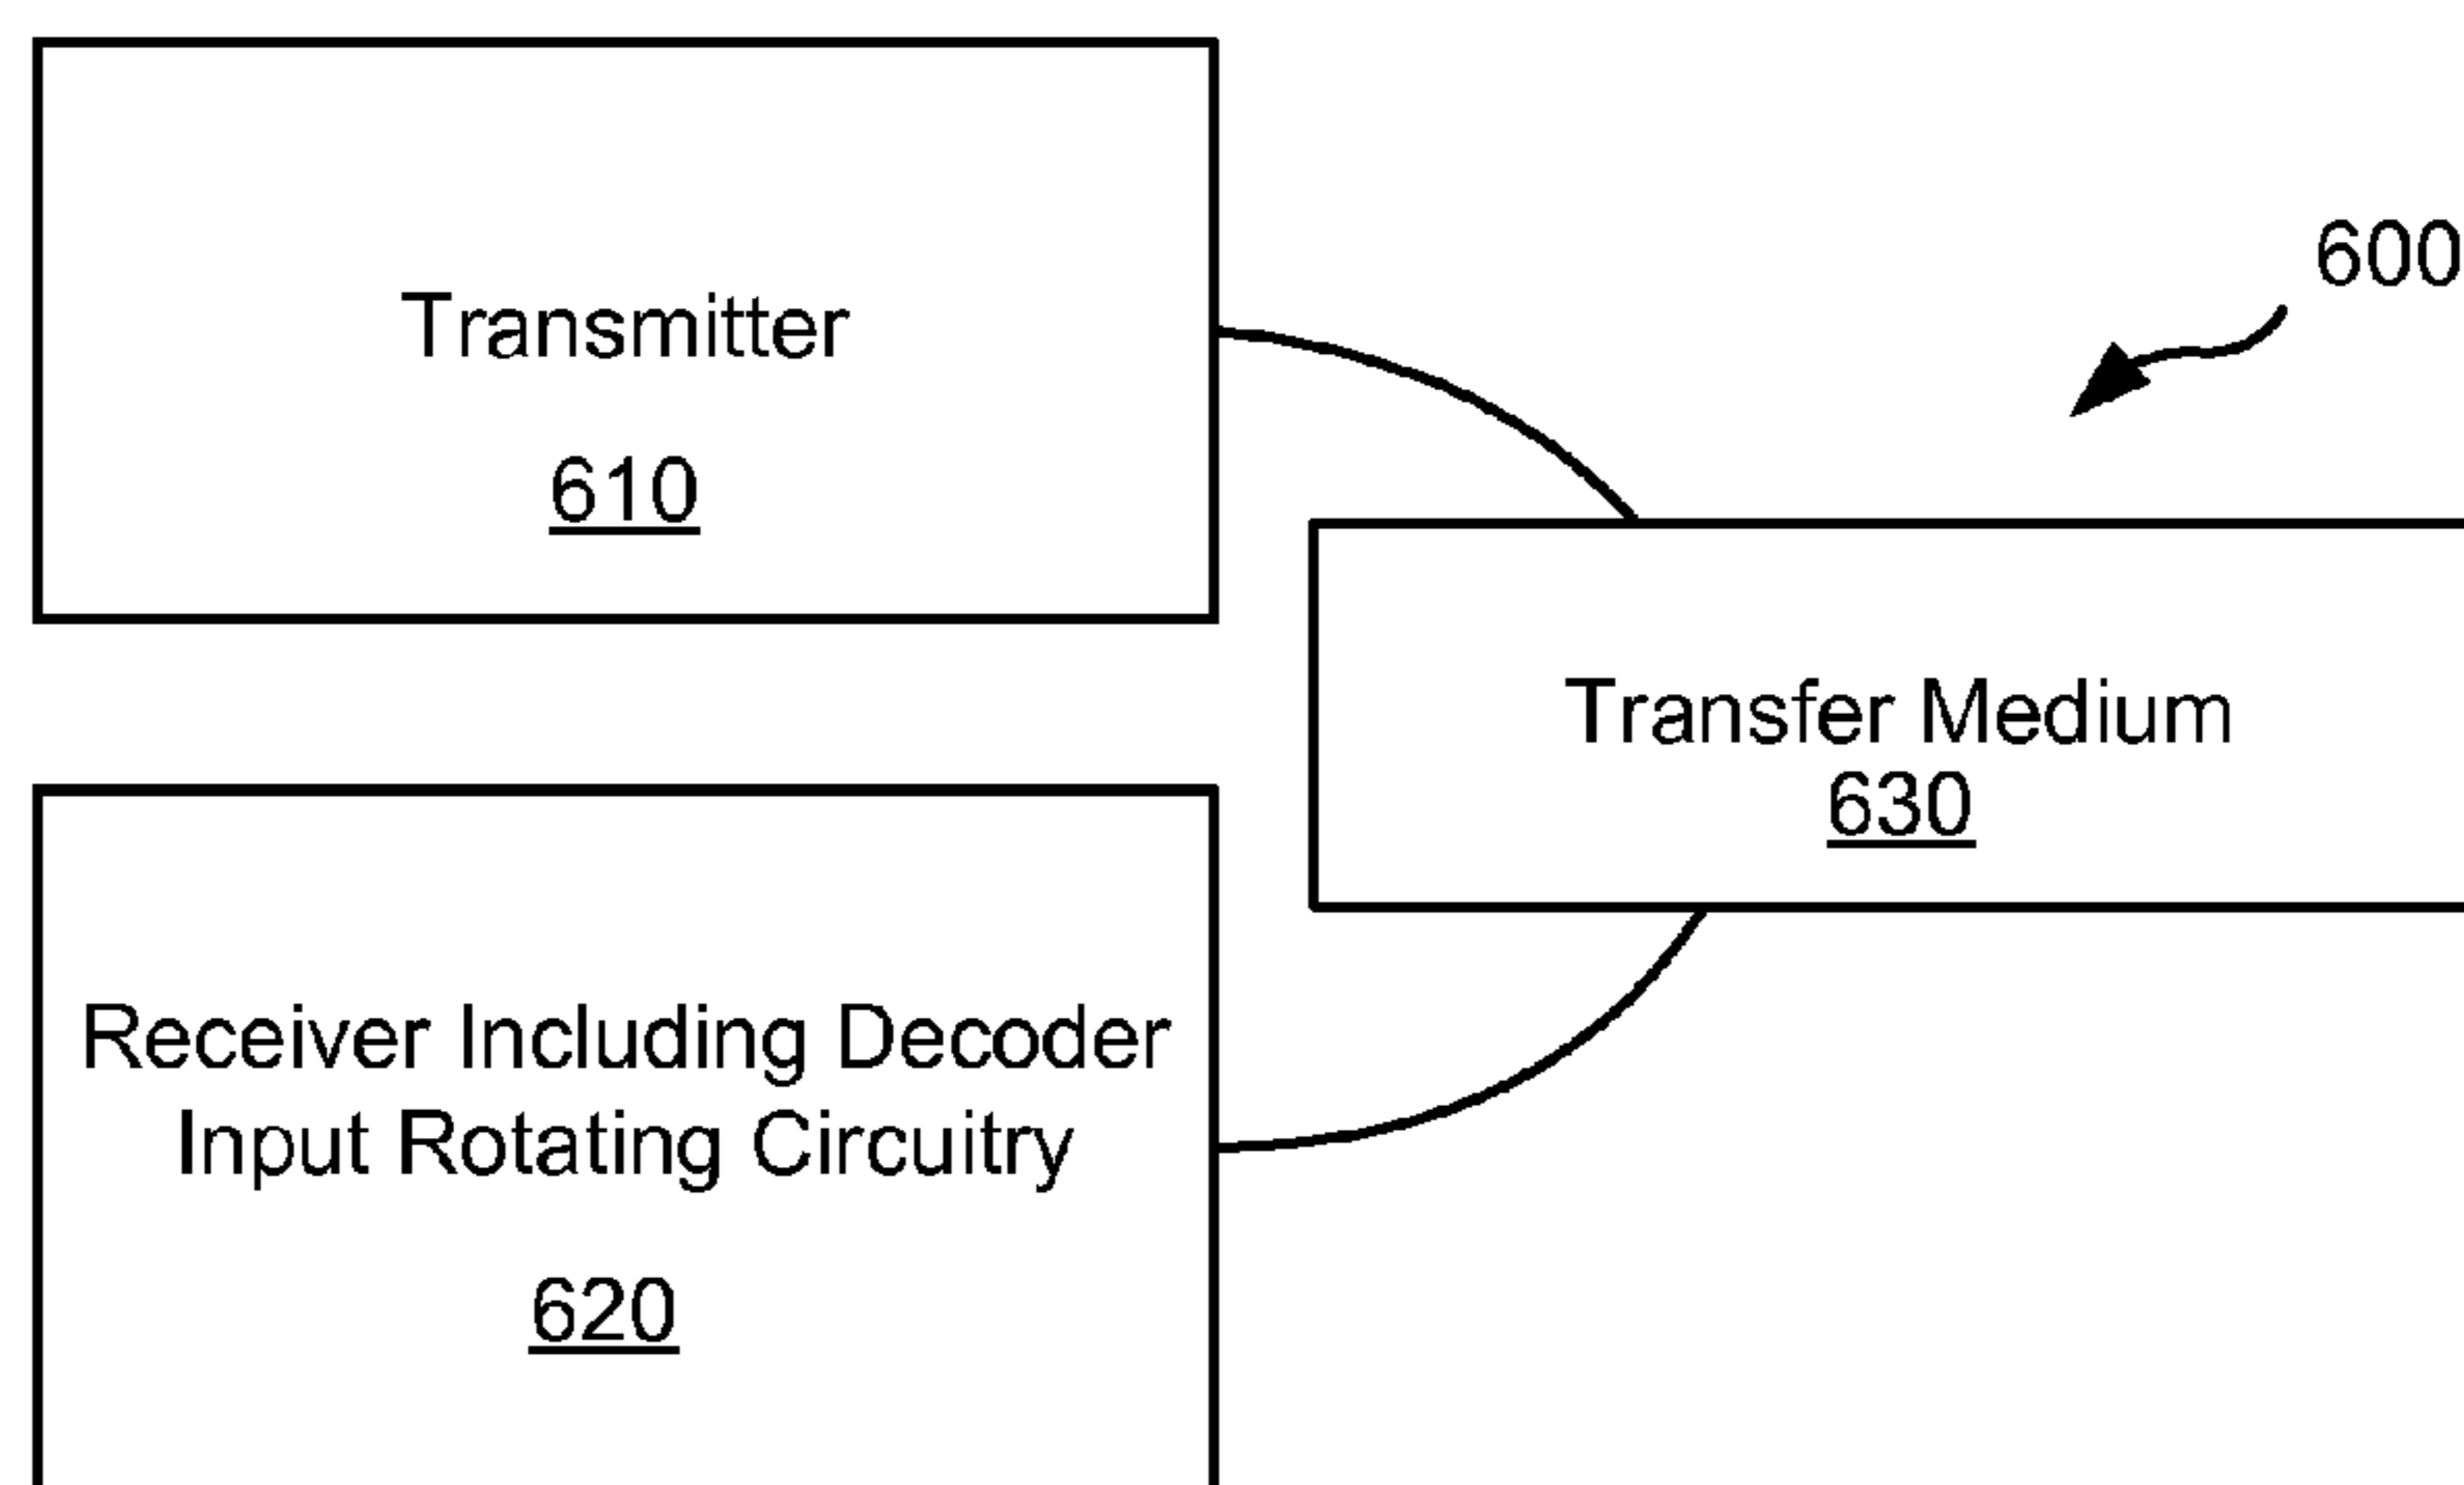 Transmitter
610
600
Transfer Medium
630
Receiver Including Decoder
Input Rotating Circuitry
620